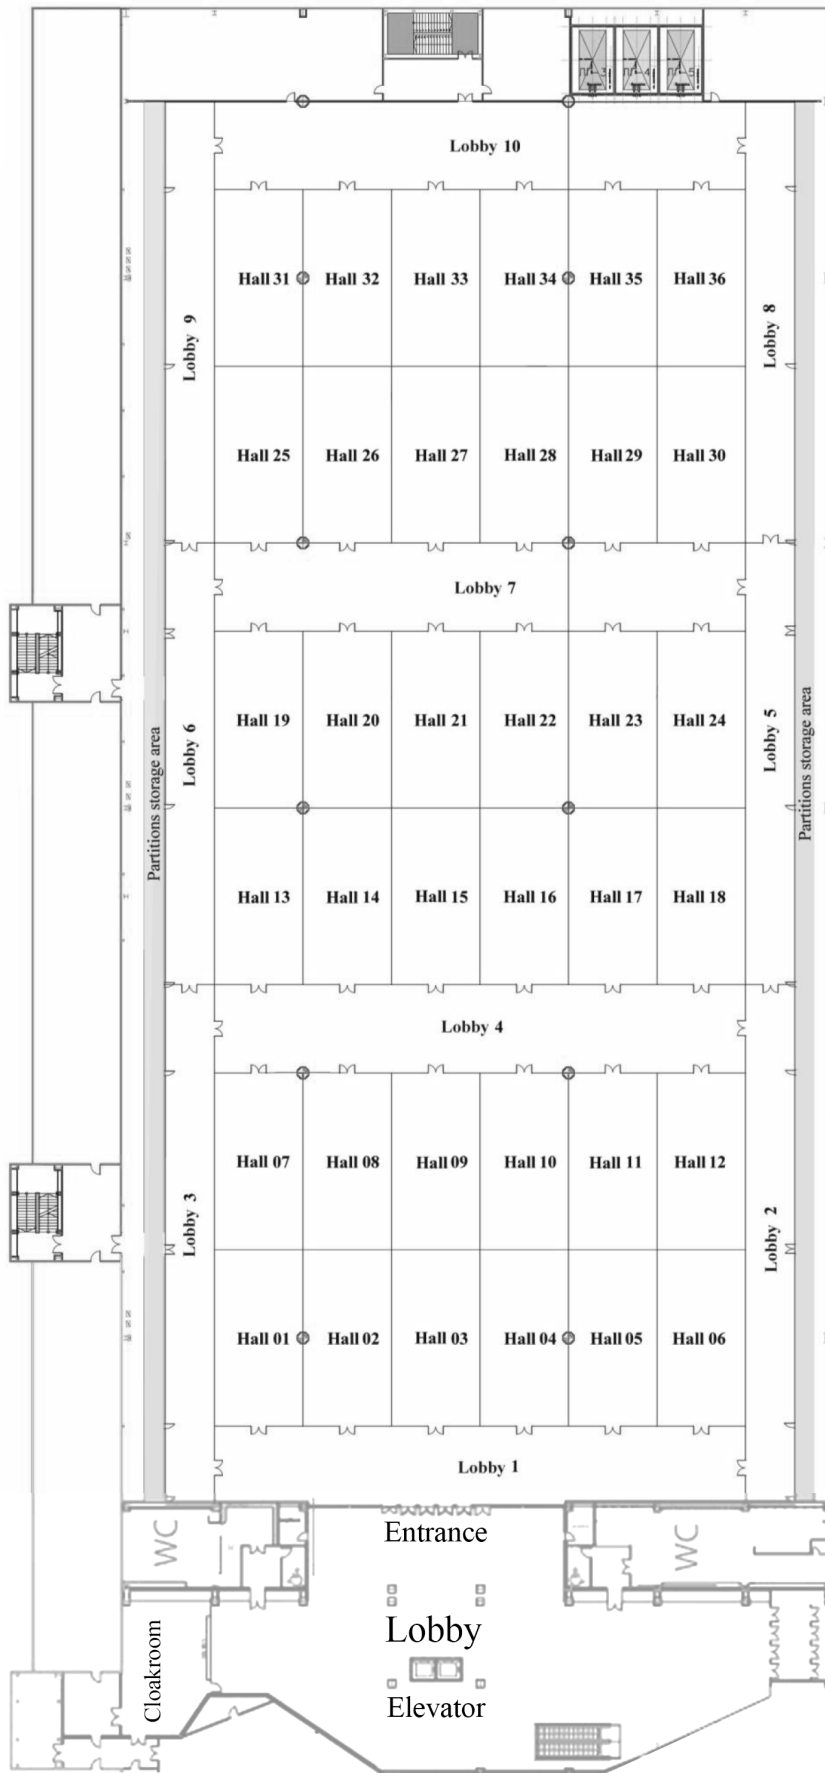 3 4 5
Lobby 10
Hall 31 Hall 32 Hall 33 Hall 34 Hall 35 Hall 36
Lobby 9
Lobby 8
Hall 25 Hall 26 Hall 27 Hall 28 Hall 29 Hall 30
Lobby 7
Hall 19 Hall 20 Hall 21 Hall 22 Hall 23 Hall 24
Lobby 6
Lobby 5
Partitions storage area
Partitions storage area
Hall 13 Hall 14 Hall 15 Hall 16 Hall 17 Hall 18
Lobby 4
Hall 07 Hall 08 Hall 09 Hall 10 Hall 11 Hall 12
Lobby 3
Lobby 2
Hall 01 Hall 02 Hall 03 Hall 04 Hall 05 Hall 06
Lobby 1
WC
Entrance
WC
Lobby
Cloakroom
Elevator